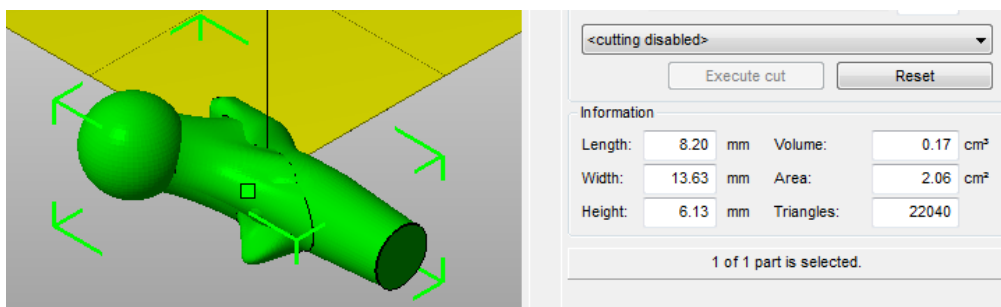 <cutting disabled>
Execute cut Reset
Information
Length: 8.20 mm Volume: 0.17 cm³
Width: 13.63 mm Area: 2.06 cm²
Height: 6.13 mm Triangles: 22040
1 of 1 part is selected.